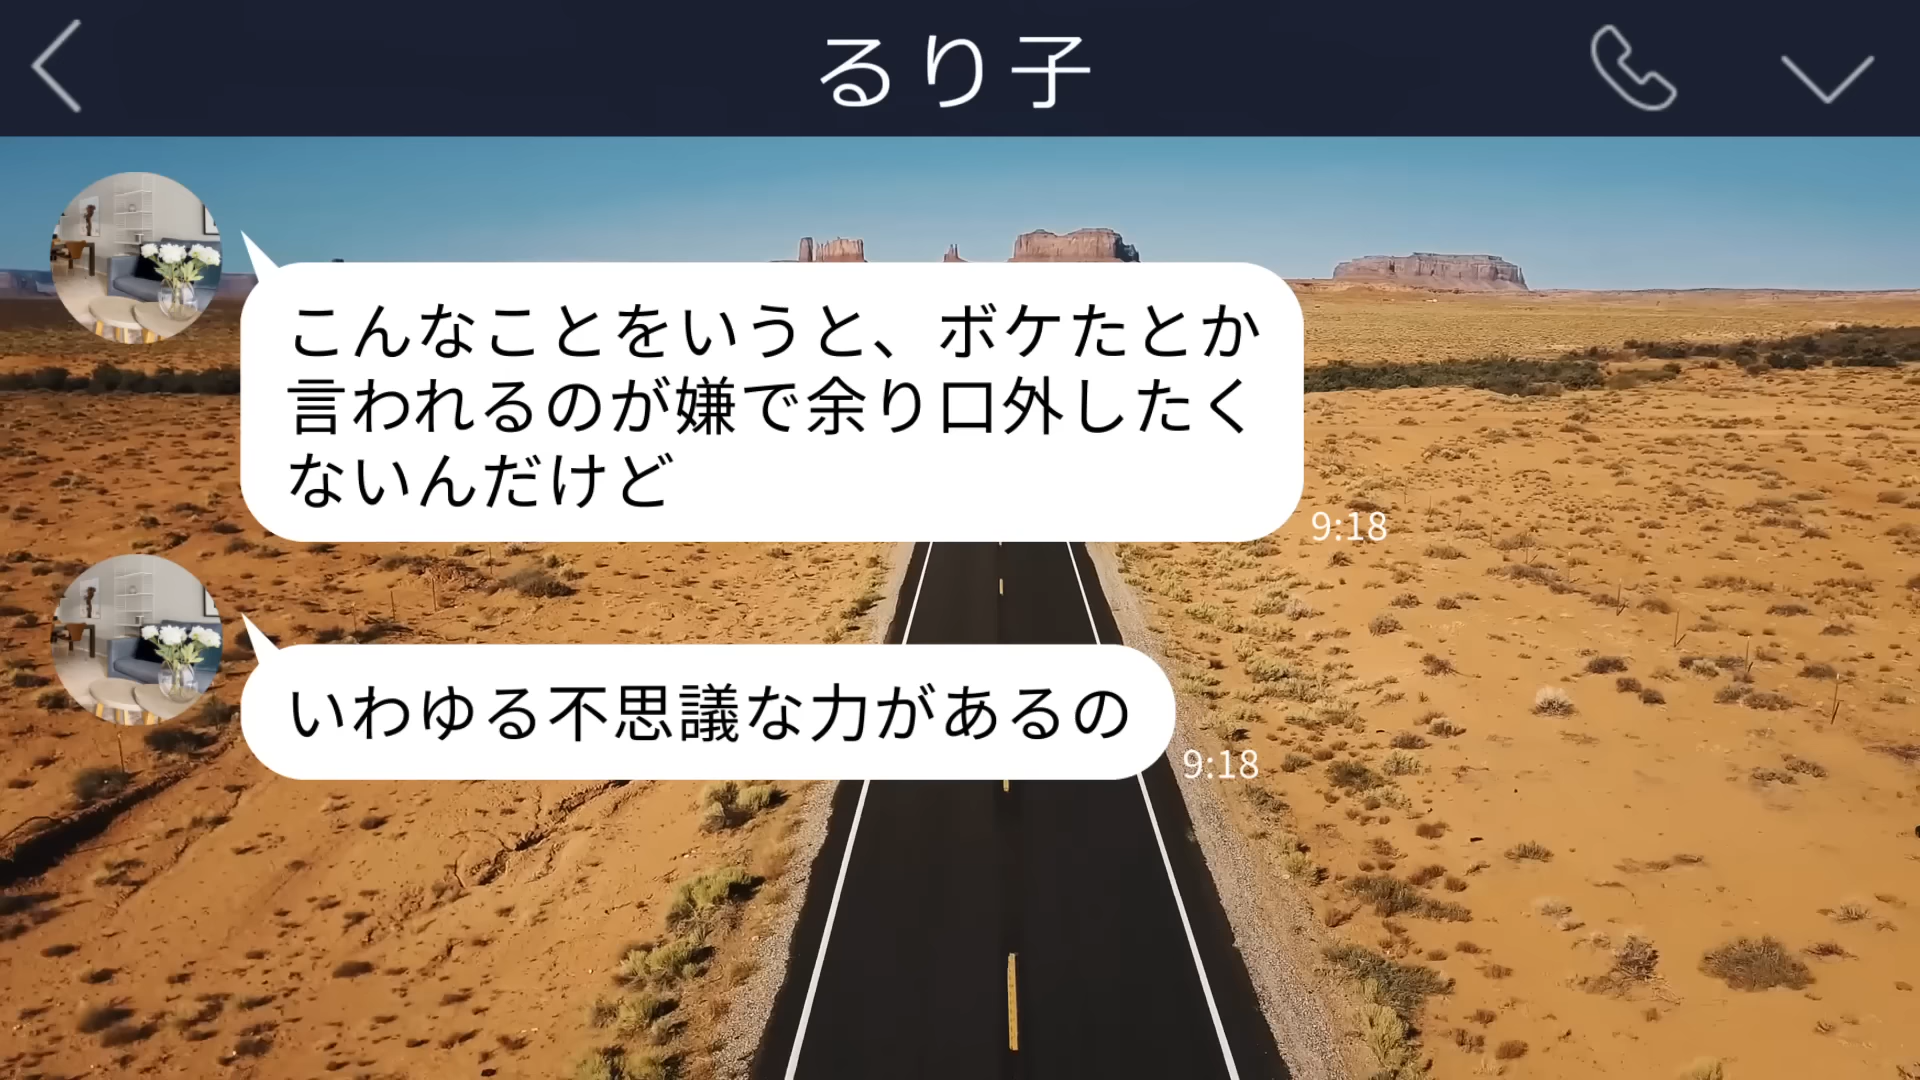 るり子
こんなことをいうと、ボケたとか
言われるのが嫌で余り口外したく
ないんだけど
9:18
いわゆる不思議な力があるの
9:18